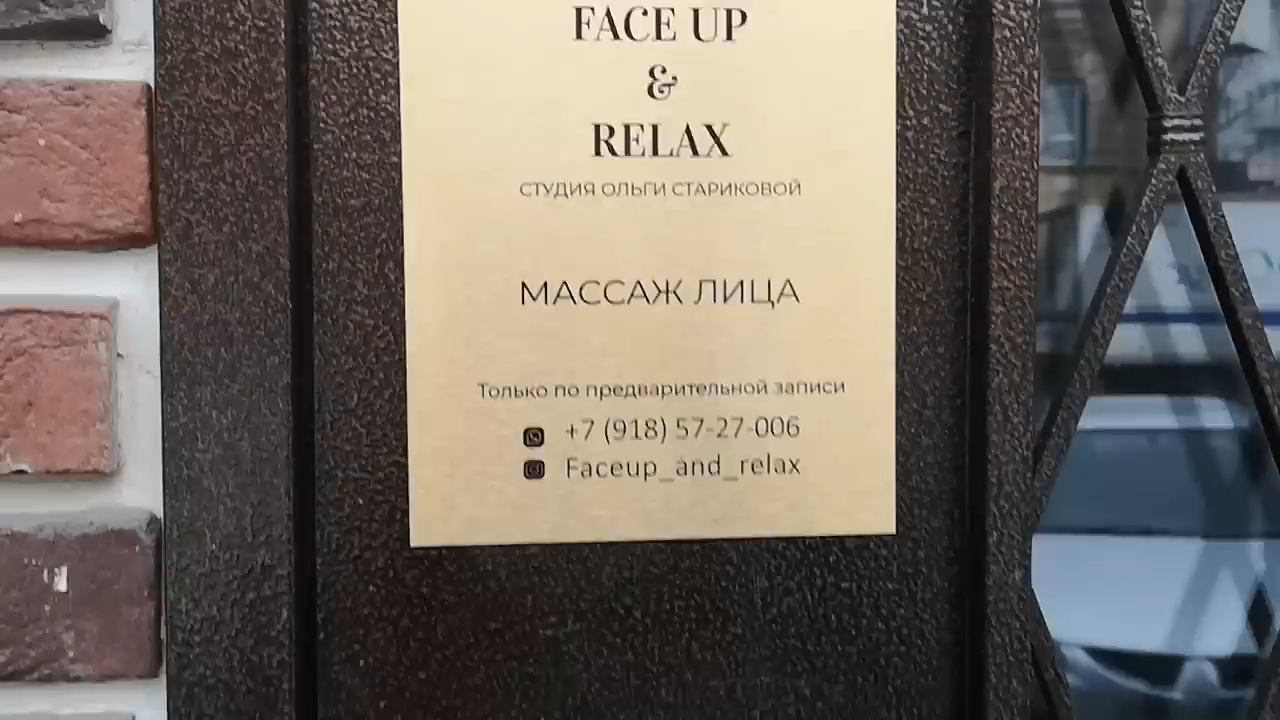 FACE UP
&
RELAX
СТУДИЯ ОЛЬГИ СТАРИКОВОЙ
МАССАЖ ЛИЦА
Только по предварительной записи
+7 (918) 57-27-006
Faceup_and_relax